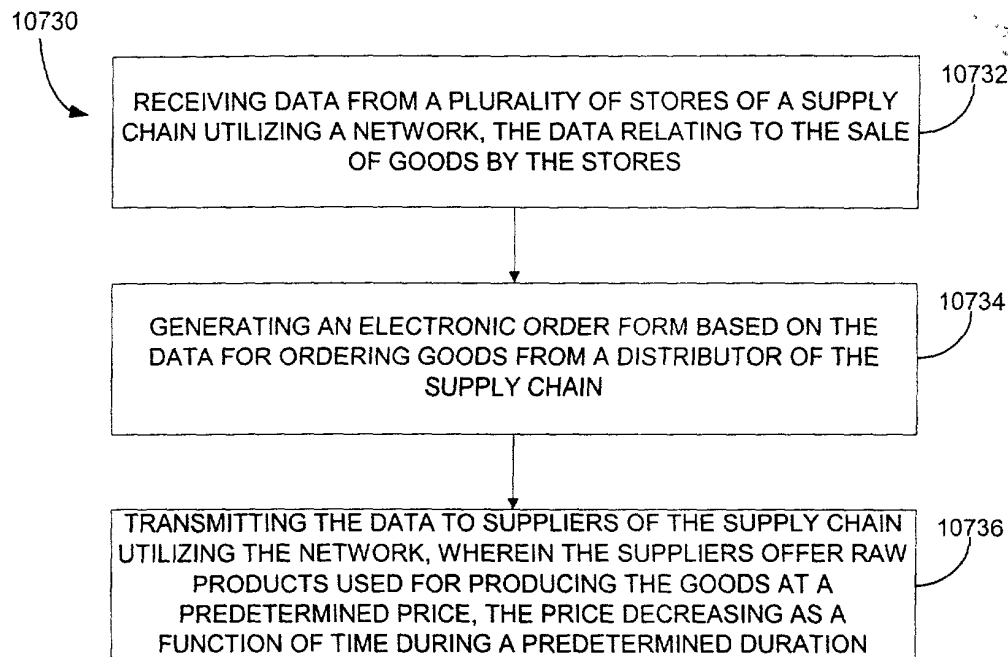 10730
10732
RECEIVING DATA FROM A PLURALITY OF STORES OF A SUPPLY
CHAIN UTILIZING A NETWORK, THE DATA RELATING TO THE SALE
OF GOODS BY THE STORES
10734
GENERATING AN ELECTRONIC ORDER FORM BASED ON THE
DATA FOR ORDERING GOODS FROM A DISTRIBUTOR OF THE
SUPPLY CHAIN
10736
TRANSMITTING THE DATA TO SUPPLIERS OF THE SUPPLY CHAIN
UTILIZING THE NETWORK, WHEREIN THE SUPPLIERS OFFER RAW
PRODUCTS USED FOR PRODUCING THE GOODS AT A
PREDETERMINED PRICE, THE PRICE DECREASING AS A
FUNCTION OF TIME DURING A PREDETERMINED DURATION